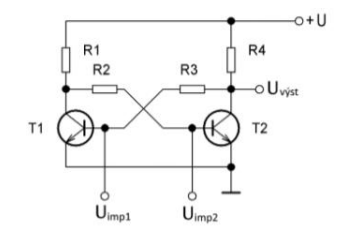 +U
R1 R4
R2 R3
Uvýst
T1 T2
Uimp1 Uimp2